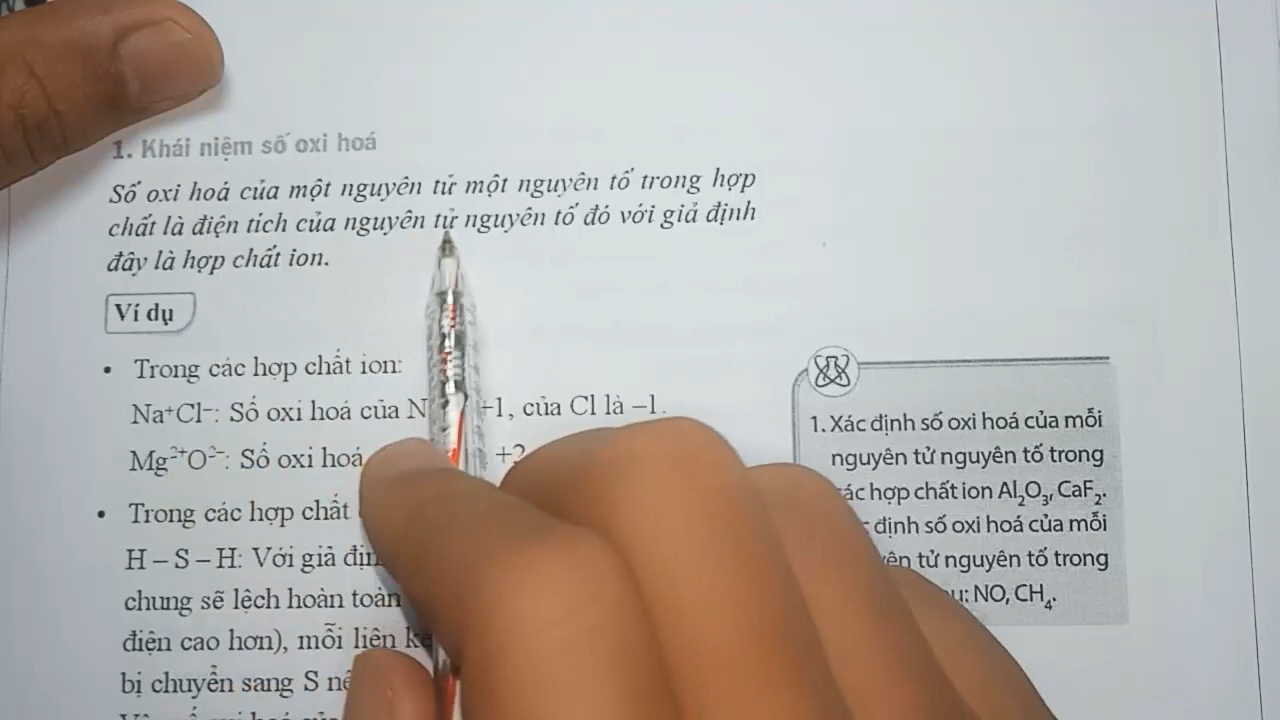 1. Khái niệm số oxi hoá
Số oxi hoá của một nguyên tử một nguyên tố trong hợp
chất là điện tích của nguyên tử nguyên tố đó với giả định
đây là hợp chất ion.
Ví dụ
• Trong các hợp chất ion:
Na⁺Cl⁻: Số oxi hoá của N +1, của Cl là –1.
Mg²⁺O²⁻: Số oxi hoá +2
• Trong các hợp chất
H – S – H: Với giả địn
chung sẽ lệch hoàn toàn
điện cao hơn), mỗi liên kế
bị chuyển sang S nê
1. Xác định số oxi hoá của mỗi
nguyên tử nguyên tố trong
các hợp chất ion Al₂O₃, CaF₂.
định số oxi hoá của mỗi
yên tử nguyên tố trong
u: NO, CH₄.